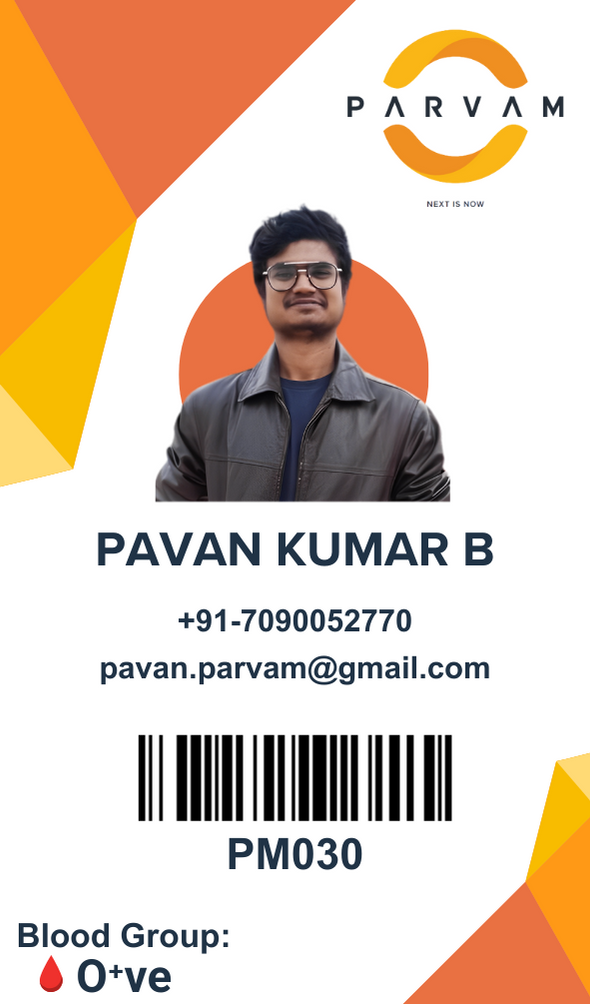 PARVAM
NEXT IS NOW
PAVAN KUMAR B
+91-7090052770
pavan.parvam@gmail.com
PM030
Blood Group:
O+ve